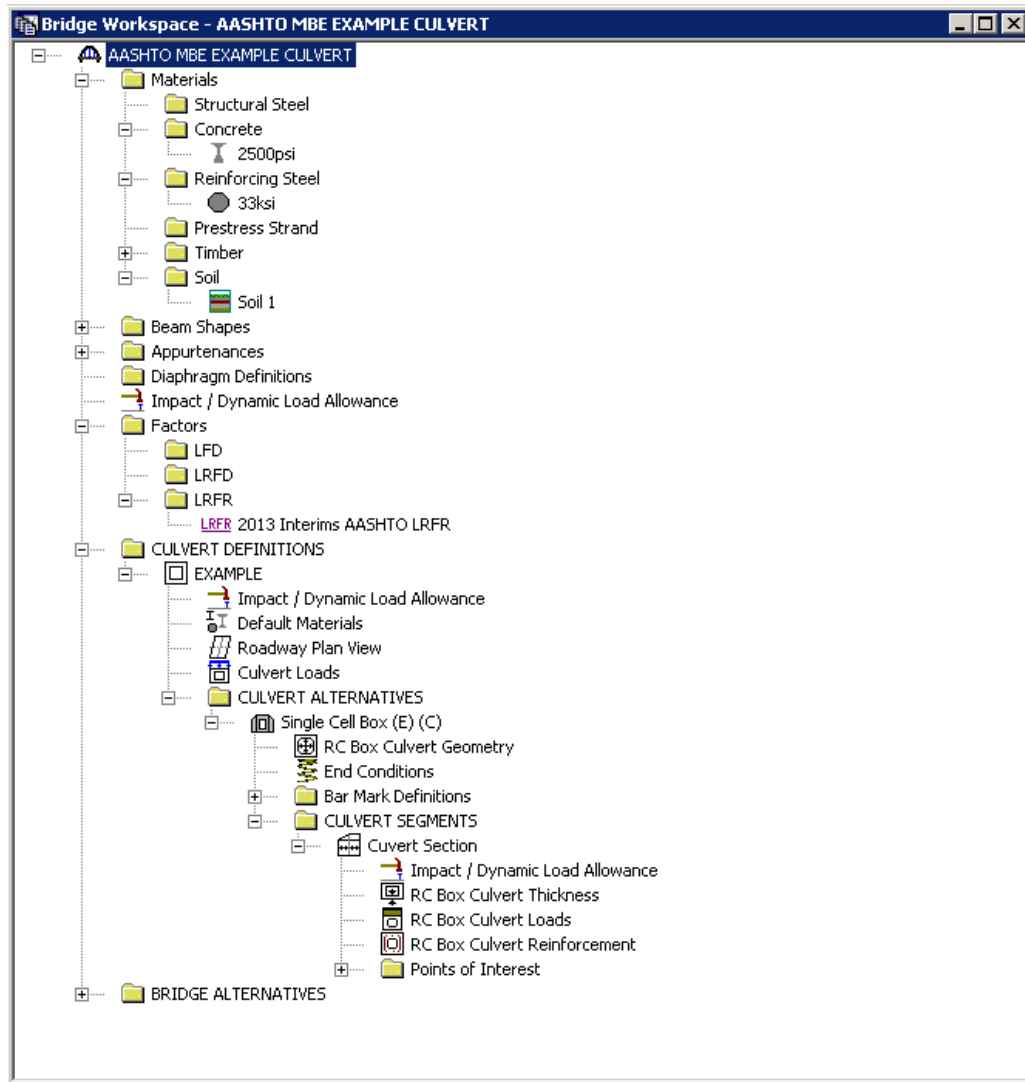 Bridge Workspace - AASHTO MBE EXAMPLE CULVERT
AASHTO MBE EXAMPLE CULVERT
Materials
Structural Steel
Concrete
2500psi
Reinforcing Steel
33ksi
Prestress Strand
Timber
Soil
Soil 1
Beam Shapes
Appurtenances
Diaphragm Definitions
Impact / Dynamic Load Allowance
Factors
LFD
LRFD
LRFR
LRFR 2013 Interims AASHTO LRFR
CULVERT DEFINITIONS
EXAMPLE
Impact / Dynamic Load Allowance
Default Materials
Roadway Plan View
Culvert Loads
CULVERT ALTERNATIVES
Single Cell Box (E) (C)
RC Box Culvert Geometry
End Conditions
Bar Mark Definitions
CULVERT SEGMENTS
Cuvert Section
Impact / Dynamic Load Allowance
RC Box Culvert Thickness
RC Box Culvert Loads
RC Box Culvert Reinforcement
Points of Interest
BRIDGE ALTERNATIVES